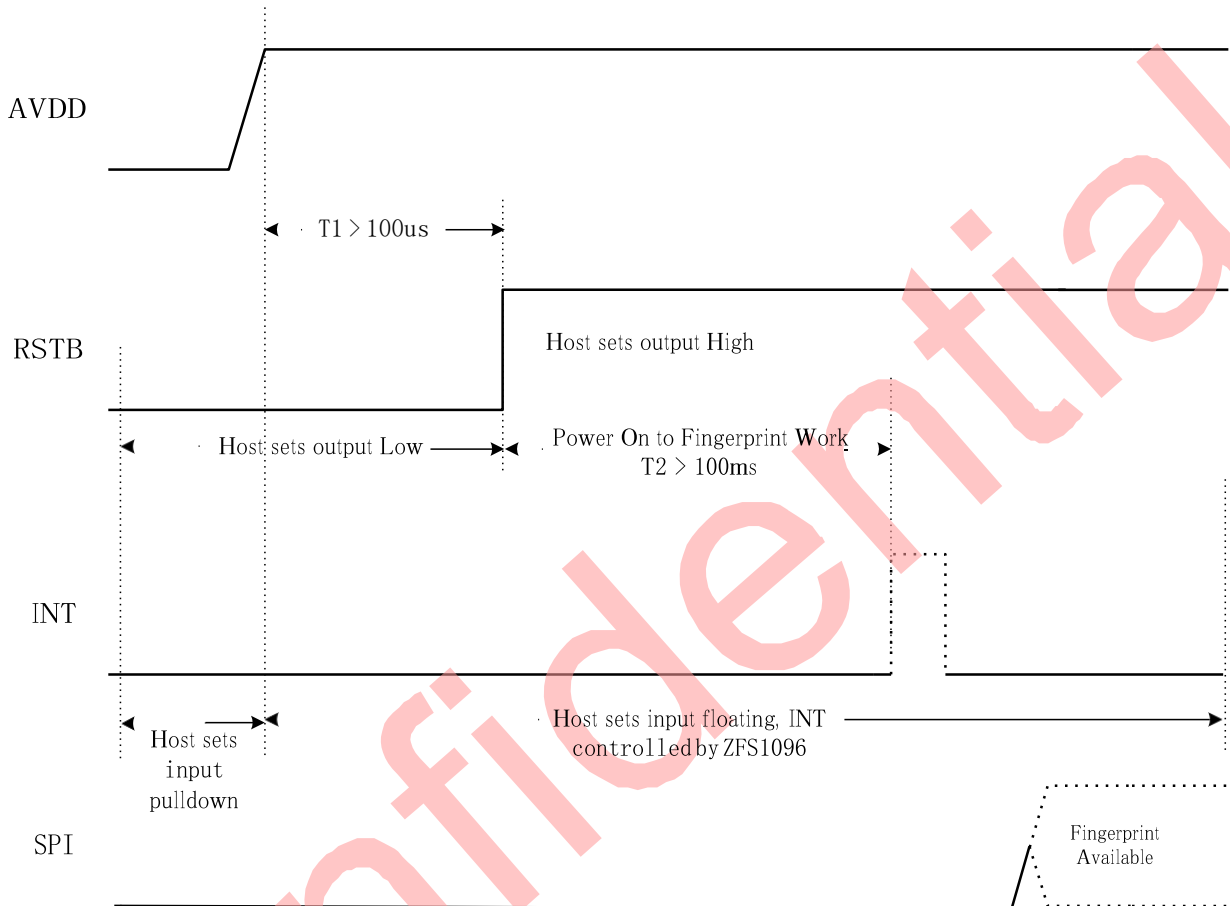 AVDD
T1 > 100us
RSTB
Host sets output High
Host sets output Low
Power On to Fingerprint Work
T2 > 100ms
INT
Host sets
input
pulldown
Host sets input floating, INT
controlled by ZFS1096
SPI
Fingerprint
Available
nfidential